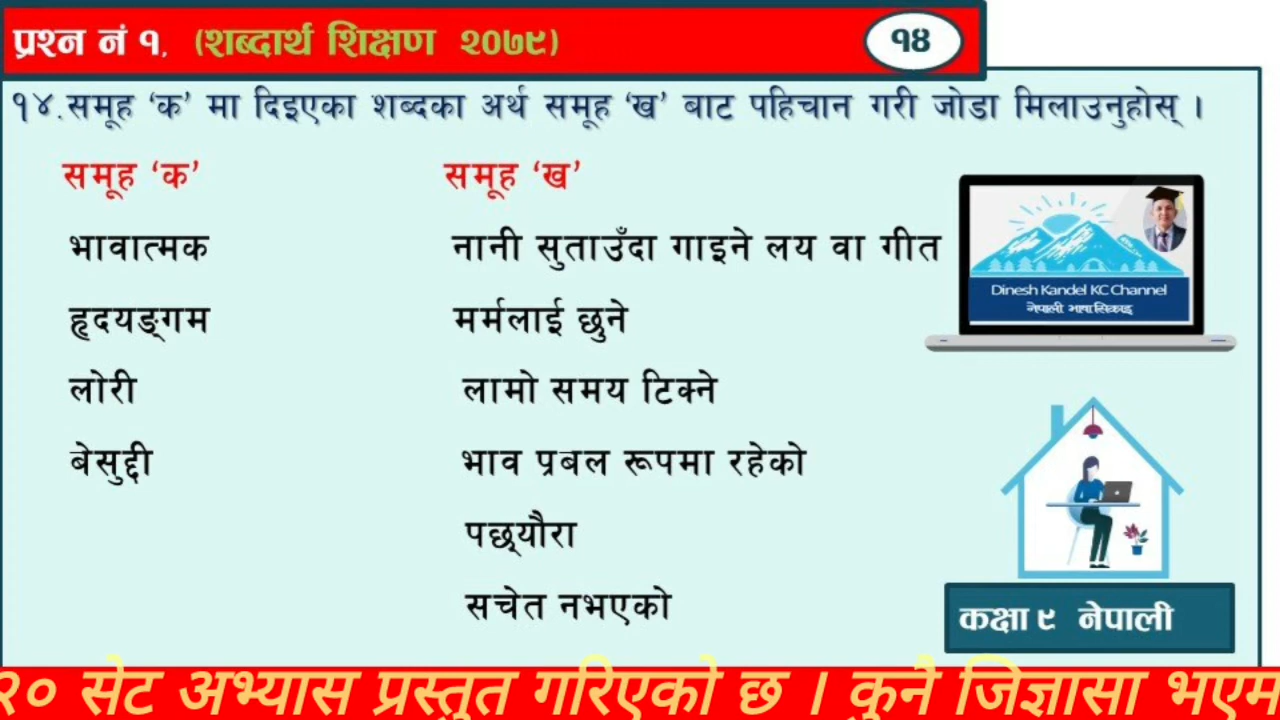 प्रश्न नं १. (शब्दार्थ शिक्षण २०७९)
१४
१४.समूह ‘क’ मा दिइएका शब्दका अर्थ समूह ‘ख’ बाट पहिचान गरी जोडा मिलाउनुहोस् ।
समूह ‘क’ समूह ‘ख’
भावात्मक नानी सुताउँदा गाइने लय वा गीत
हृदयङ्गम मर्मलाई छुने
लोरी लामो समय टिक्ने
बेसुद्दी भाव प्रबल रूपमा रहेको
पछ्यौरा
सचेत नभएको
Dinesh Kandel KC Channel
नेपाली भाषा सिकाइ
कक्षा ९ नेपाली
२० सेट अभ्यास प्रस्तुत गरिएको छ । कुनै जिज्ञासा भएम